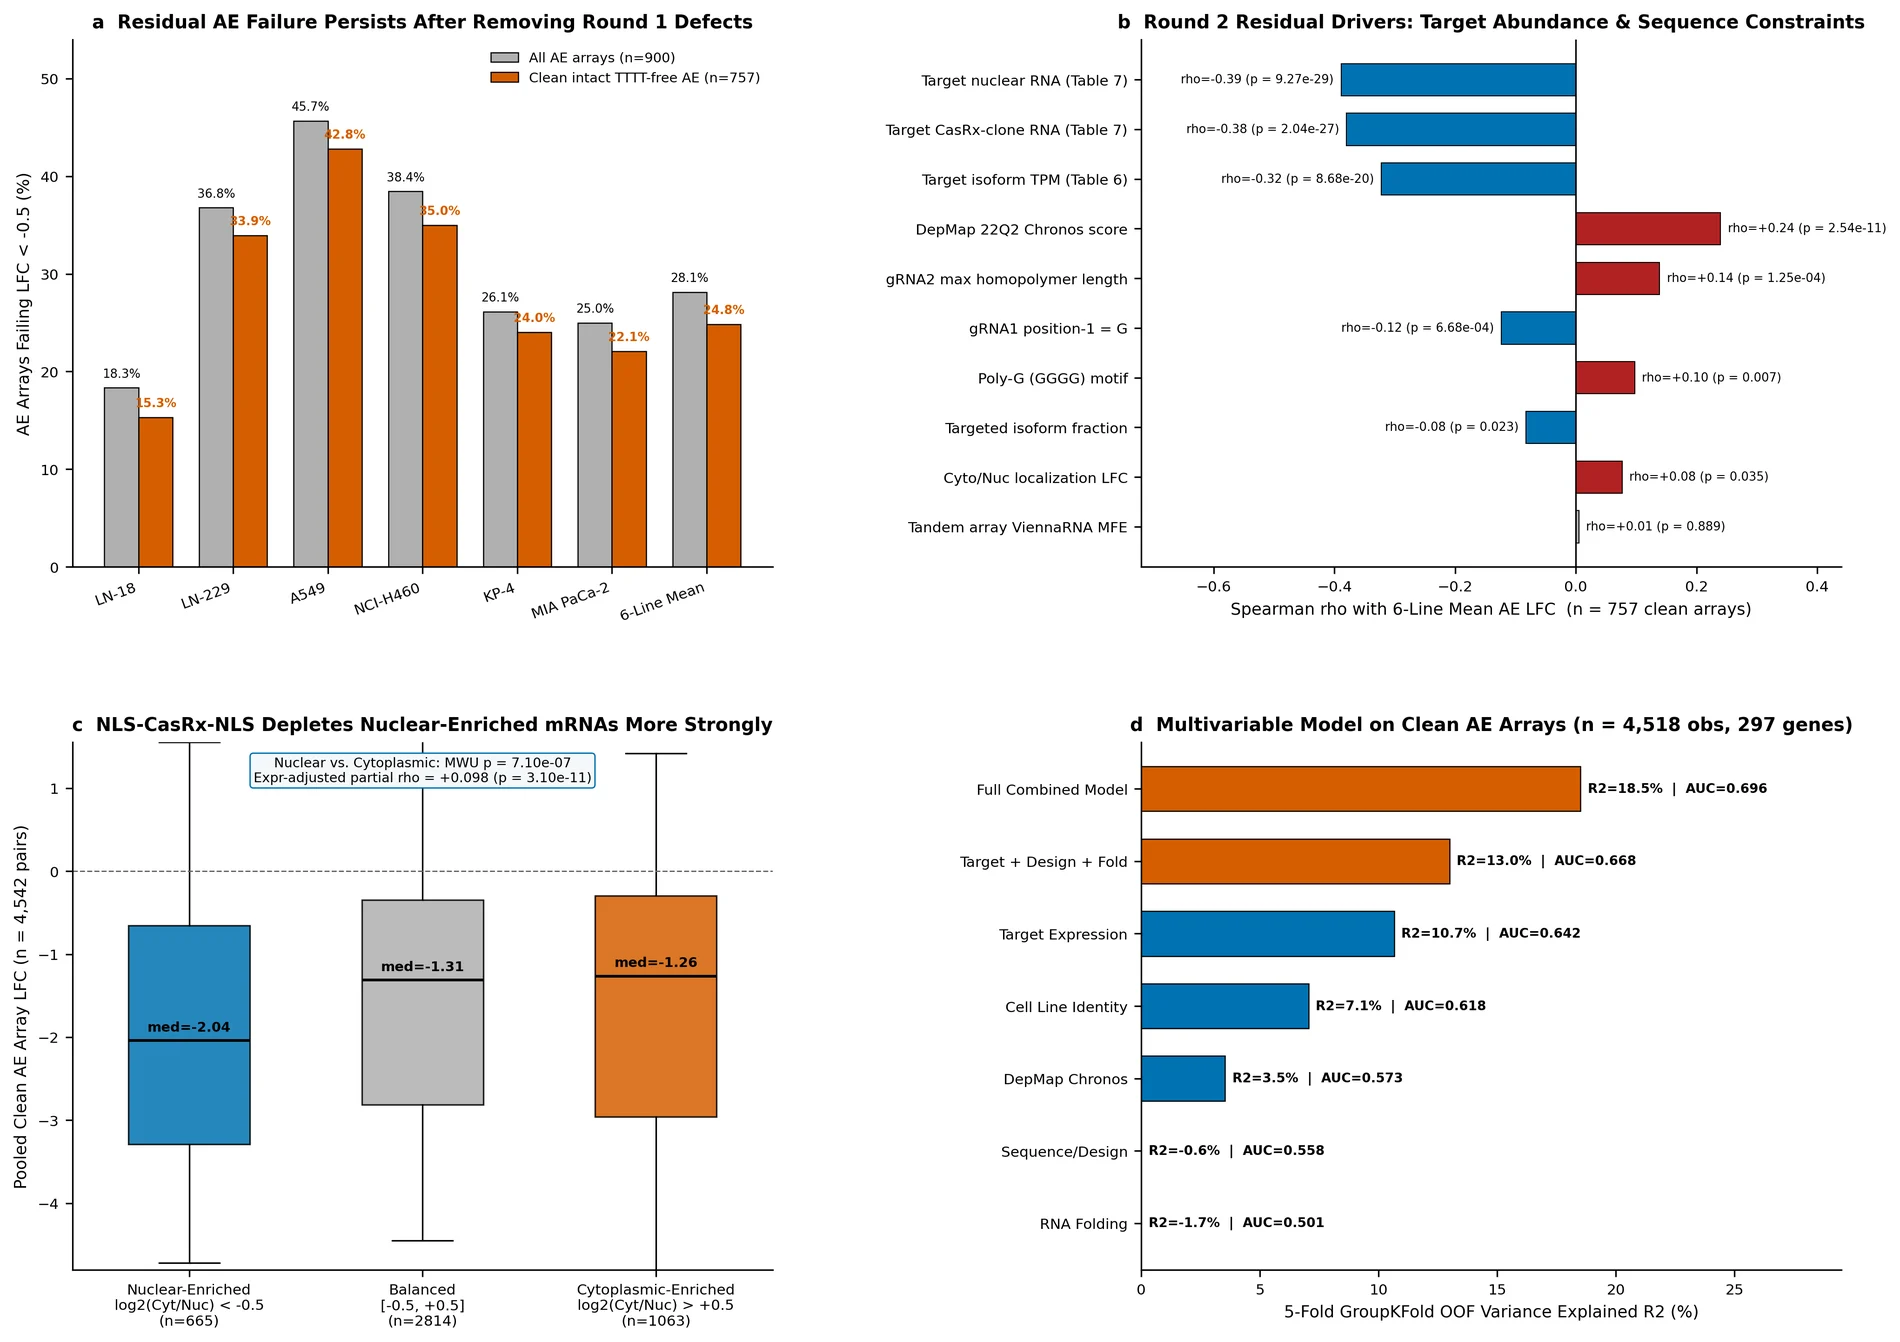 a Residual AE Failure Persists After Removing Round 1 Defects
All AE arrays (n=900)
Clean intact TTTT-free AE (n=757)
AE Arrays Failing LFC < -0.5 (%)
50
40
30
20
10
0
18.3%
15.3%
36.8%
33.9%
45.7%
42.8%
38.4%
35.0%
26.1%
24.0%
25.0%
22.1%
28.1%
24.8%
LN-18
LN-229
A549
NCI-H460
KP-4
MIA PaCa-2
6-Line Mean
b Round 2 Residual Drivers: Target Abundance & Sequence Constraints
Target nuclear RNA (Table 7)
rho=-0.39 (p = 9.27e-29)
Target CasRx-clone RNA (Table 7)
rho=-0.38 (p = 2.04e-27)
Target isoform TPM (Table 6)
rho=-0.32 (p = 8.68e-20)
DepMap 22Q2 Chronos score
rho=+0.24 (p = 2.54e-11)
gRNA2 max homopolymer length
rho=+0.14 (p = 1.25e-04)
gRNA1 position-1 = G
rho=-0.12 (p = 6.68e-04)
Poly-G (GGGG) motif
rho=+0.10 (p = 0.007)
Targeted isoform fraction
rho=-0.08 (p = 0.023)
Cyto/Nuc localization LFC
rho=+0.08 (p = 0.035)
Tandem array ViennaRNA MFE
rho=+0.01 (p = 0.889)
−0.6
−0.4
−0.2
0.0
0.2
0.4
Spearman rho with 6-Line Mean AE LFC (n = 757 clean arrays)
c NLS-CasRx-NLS Depletes Nuclear-Enriched mRNAs More Strongly
Nuclear vs. Cytoplasmic: MWU p = 7.10e-07
Expr-adjusted partial rho = +0.098 (p = 3.10e-11)
Pooled Clean AE Array LFC (n = 4,542 pairs)
1
0
−1
−2
−3
−4
med=-2.04
med=-1.31
med=-1.26
Nuclear-Enriched
log2(Cyt/Nuc) < -0.5
(n=665)
Balanced
[-0.5, +0.5]
(n=2814)
Cytoplasmic-Enriched
log2(Cyt/Nuc) > +0.5
(n=1063)
d Multivariable Model on Clean AE Arrays (n = 4,518 obs, 297 genes)
Full Combined Model
R2=18.5% | AUC=0.696
Target + Design + Fold
R2=13.0% | AUC=0.668
Target Expression
R2=10.7% | AUC=0.642
Cell Line Identity
R2=7.1% | AUC=0.618
DepMap Chronos
R2=3.5% | AUC=0.573
Sequence/Design
R2=-0.6% | AUC=0.558
RNA Folding
R2=-1.7% | AUC=0.501
0
5
10
15
20
25
5-Fold GroupKFold OOF Variance Explained R2 (%)